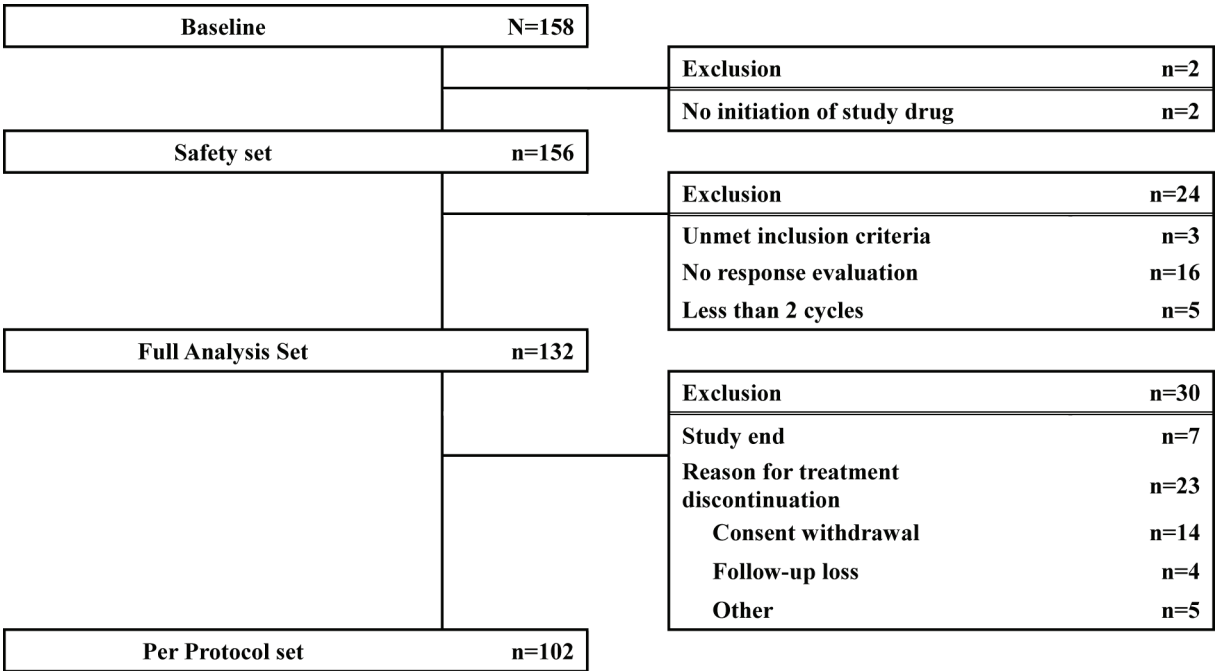 Baseline N=158
Exclusion n=2
No initiation of study drug n=2
Safety set n=156
Exclusion n=24
Unmet inclusion criteria n=3
No response evaluation n=16
Less than 2 cycles n=5
Full Analysis Set n=132
Exclusion n=30
Study end n=7
Reason for treatment
discontinuation n=23
Consent withdrawal n=14
Follow-up loss n=4
Other n=5
Per Protocol set n=102